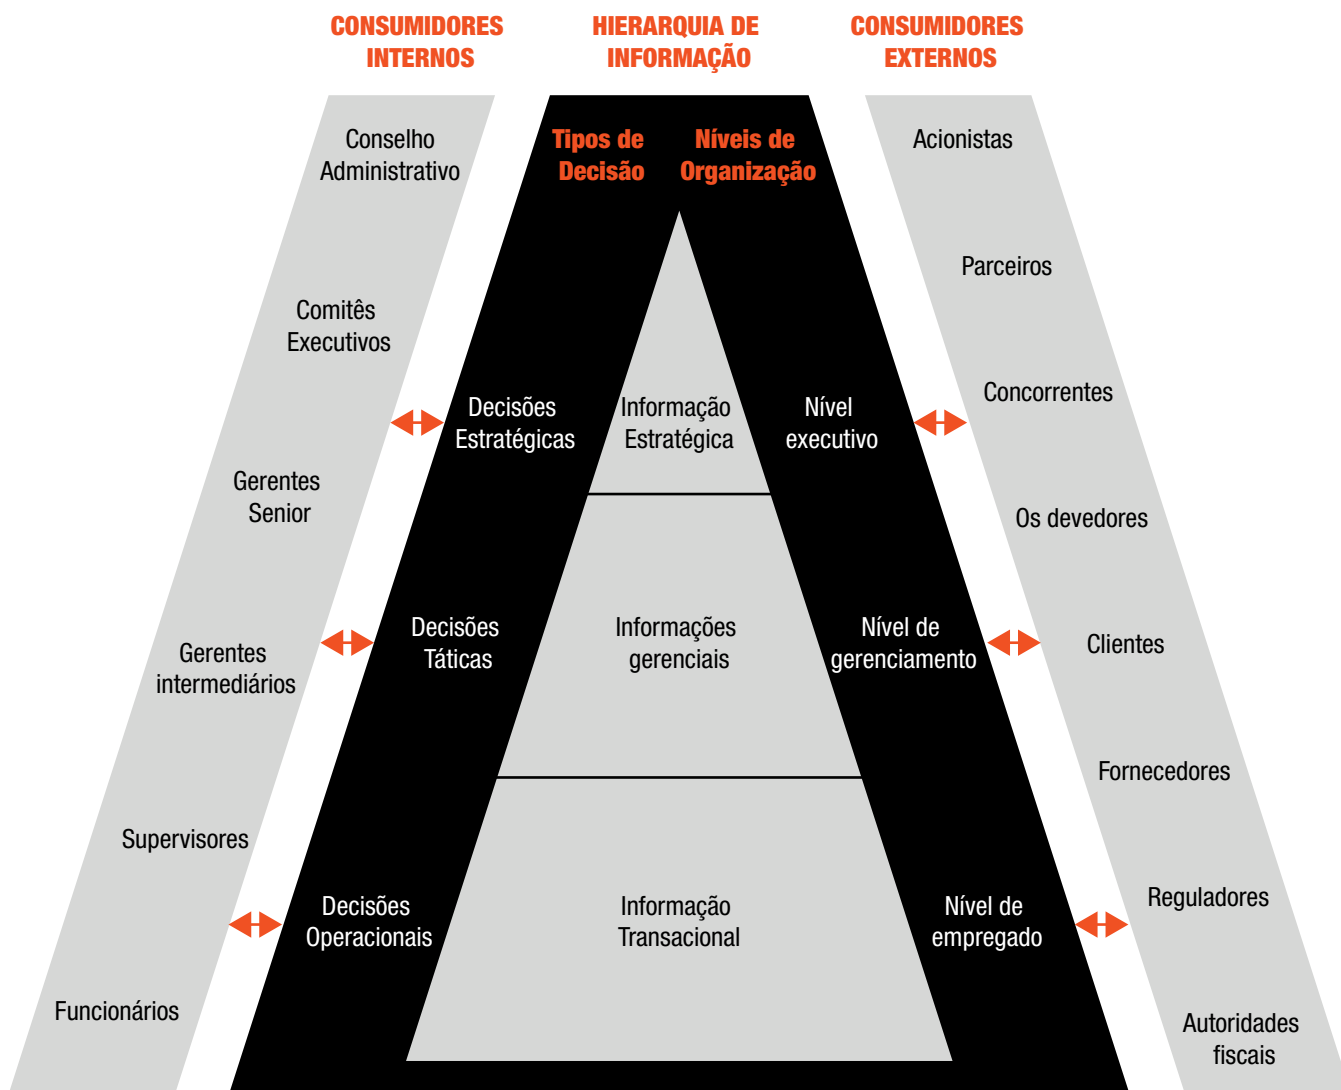 CONSUMIDORES
INTERNOS
HIERARQUIA DE
INFORMAÇÃO
CONSUMIDORES
EXTERNOS
Conselho
Administrativo
Comitês
Executivos
Gerentes
Senior
Gerentes
intermediários
Supervisores
Funcionários
Tipos de
Decisão
Níveis de
Organização
Decisões
Estratégicas
Informação
Estratégica
Nível
executivo
Decisões
Táticas
Informações
gerenciais
Nível de
gerenciamento
Decisões
Operacionais
Informação
Transacional
Nível de
empregado
Acionistas
Parceiros
Concorrentes
Os devedores
Clientes
Fornecedores
Reguladores
Autoridades
fiscais